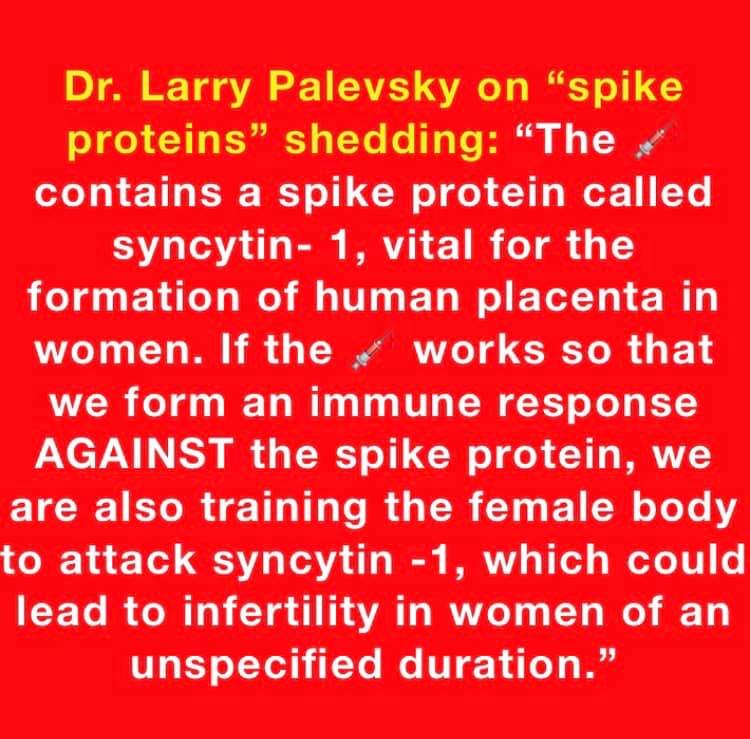 Dr. Larry Palevsky on “spike
proteins” shedding: “The 💉
contains a spike protein called
syncytin- 1, vital for the
formation of human placenta in
women. If the 💉 works so that
we form an immune response
AGAINST the spike protein, we
are also training the female body
to attack syncytin -1, which could
lead to infertility in women of an
unspecified duration.”